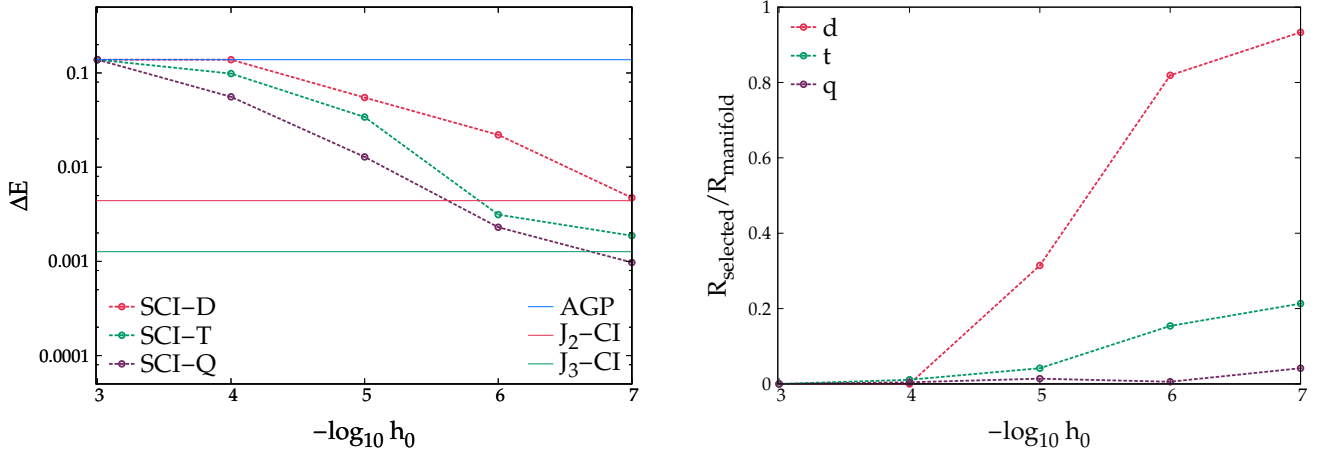 ΔE
0.1
0.01
0.001
0.0001
SCI−D
SCI−T
SCI−Q
AGP
J2−CI
J3−CI
3 4 5 6 7
−log10 h0
Rselected/Rmanifold
1
0.8
0.6
0.4
0.2
0
d
t
q
3 4 5 6 7
−log10 h0